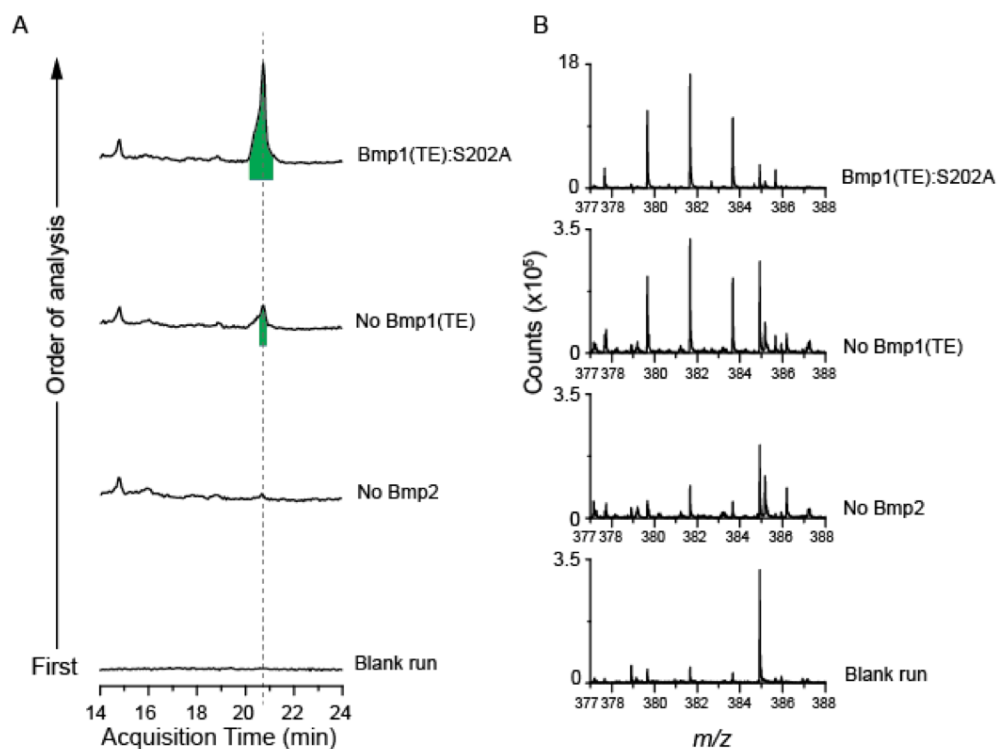 A
Order of analysis
First
Bmp1(TE):S202A
No Bmp1(TE)
No Bmp2
Blank run
14 16 18 20 22 24
Acquisition Time (min)
B
Counts (x10⁵)
18
0
377 378 380 382 384 386 388
Bmp1(TE):S202A
3.5
0
377 378 380 382 384 386 388
No Bmp1(TE)
3.5
0
377 378 380 382 384 386 388
No Bmp2
3.5
0
377 378 380 382 384 386 388
Blank run
m/z